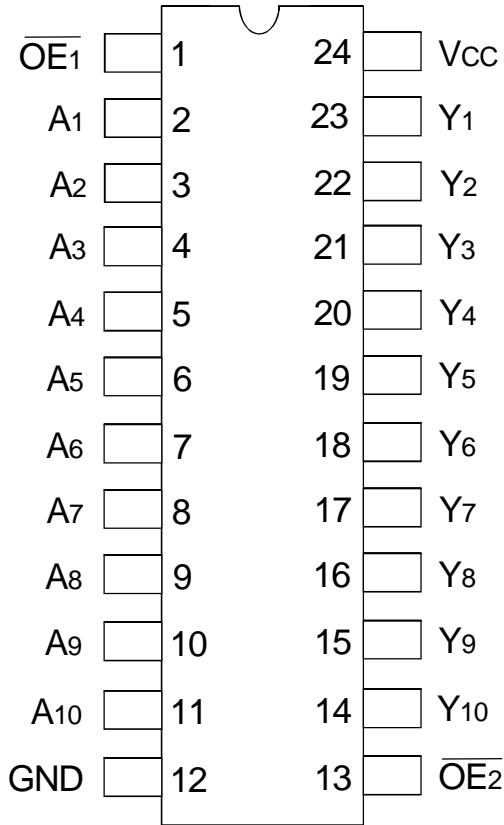 O̅E̅1 1 24 VCC
A1 2 23 Y1
A2 3 22 Y2
A3 4 21 Y3
A4 5 20 Y4
A5 6 19 Y5
A6 7 18 Y6
A7 8 17 Y7
A8 9 16 Y8
A9 10 15 Y9
A10 11 14 Y10
GND 12 13 O̅E̅2